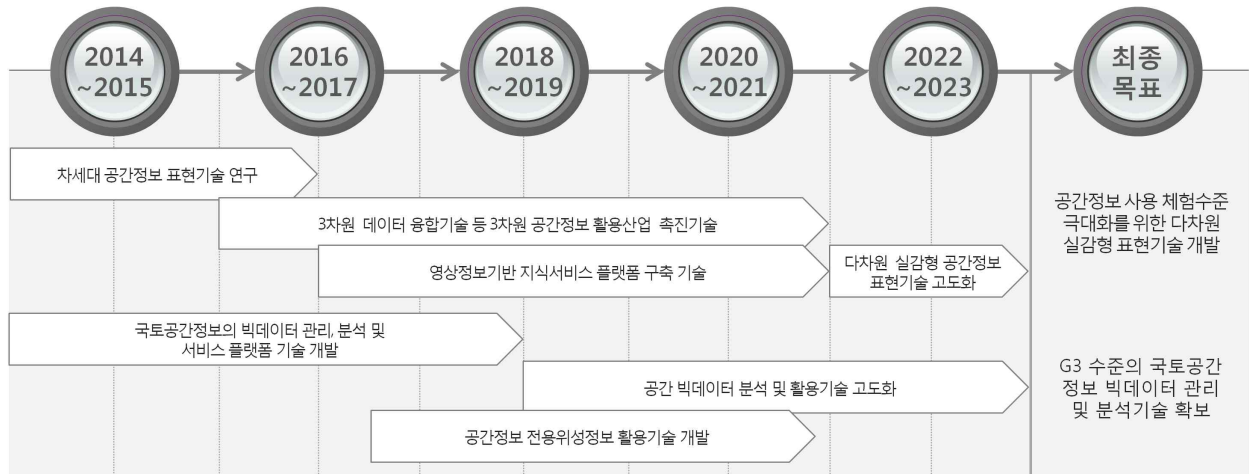 2014
~2015
2016
~2017
2018
~2019
2020
~2021
2022
~2023
최종
목표
차세대 공간정보 표현기술 연구
3차원 데이터 융합기술 등 3차원 공간정보 활용산업 촉진기술
영상정보기반 지식서비스 플랫폼 구축 기술
다차원 실감형 공간정보
표현기술 고도화
공간정보 사용 체험수준
극대화를 위한 다차원
실감형 표현기술 개발
국토공간정보의 빅데이터 관리, 분석 및
서비스 플랫폼 기술 개발
공간 빅데이터 분석 및 활용기술 고도화
공간정보 전용위성정보 활용기술 개발
G3 수준의 국토공간
정보 빅데이터 관리
및 분석기술 확보